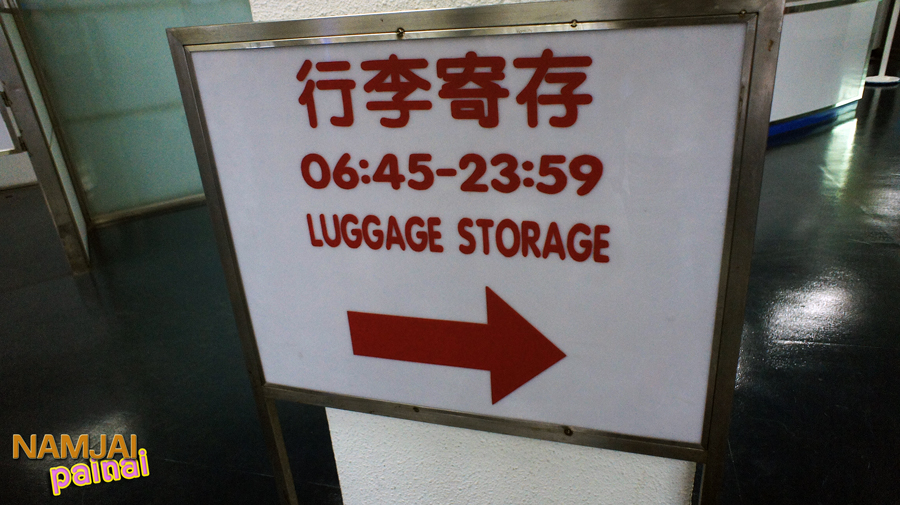 行李寄存
06:45-23:59
LUGGAGE STORAGE
NAMJAI
painai